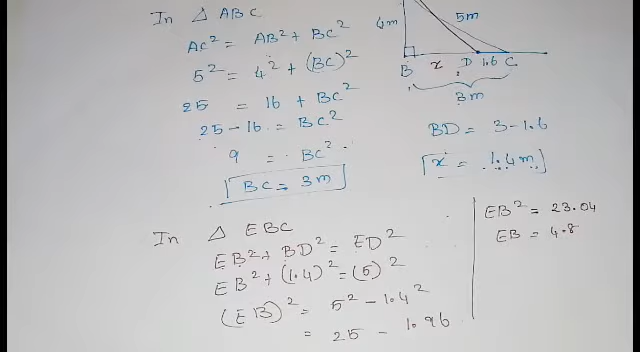 In △ ABC
AC² = AB² + BC²
5² = 4² + (BC)²
25 = 16 + BC²
25 - 16 = BC²
9 = BC²
BC = 3m
4m
5m
B x D 1.6 C
3m
BD = 3 - 1.6
x = 1.4m
In △ EBC
EB² + BD² = ED²
EB² + (1.4)² = (5)²
(EB)² = 5² - 1.4²
= 25 - 1.96
EB² = 23.04
EB = 4.8